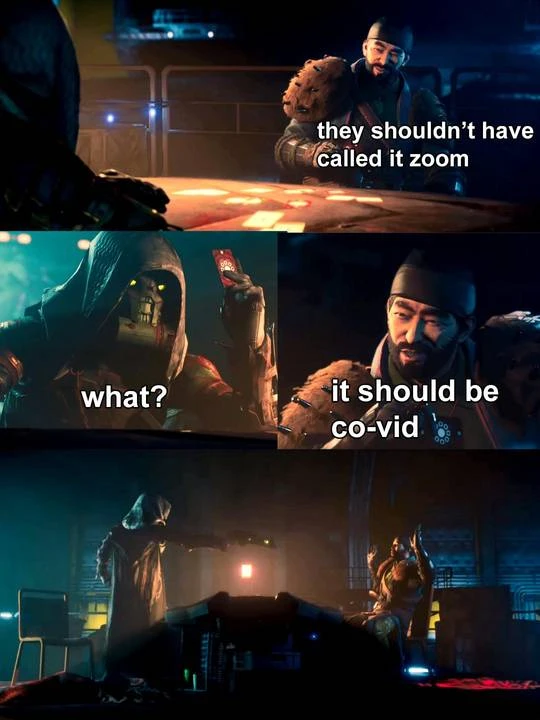 they shouldn't have
called it zoom
what?
it should be
co-vid